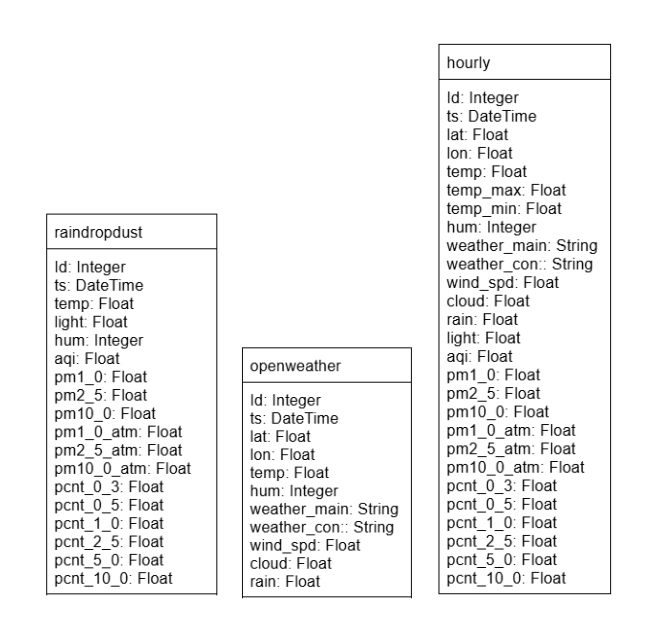 raindropdust
Id: Integer
ts: DateTime
temp: Float
light: Float
hum: Integer
aqi: Float
pm1_0: Float
pm2_5: Float
pm10_0: Float
pm1_0_atm: Float
pm2_5_atm: Float
pm10_0_atm: Float
pcnt_0_3: Float
pcnt_0_5: Float
pcnt_1_0: Float
pcnt_2_5: Float
pcnt_5_0: Float
pcnt_10_0: Float
openweather
Id: Integer
ts: DateTime
lat: Float
lon: Float
temp: Float
hum: Integer
weather_main: String
weather_con:: String
wind_spd: Float
cloud: Float
rain: Float
hourly
Id: Integer
ts: DateTime
lat: Float
lon: Float
temp: Float
temp_max: Float
temp_min: Float
hum: Integer
weather_main: String
weather_con:: String
wind_spd: Float
cloud: Float
rain: Float
light: Float
aqi: Float
pm1_0: Float
pm2_5: Float
pm10_0: Float
pm1_0_atm: Float
pm2_5_atm: Float
pm10_0_atm: Float
pcnt_0_3: Float
pcnt_0_5: Float
pcnt_1_0: Float
pcnt_2_5: Float
pcnt_5_0: Float
pcnt_10_0: Float